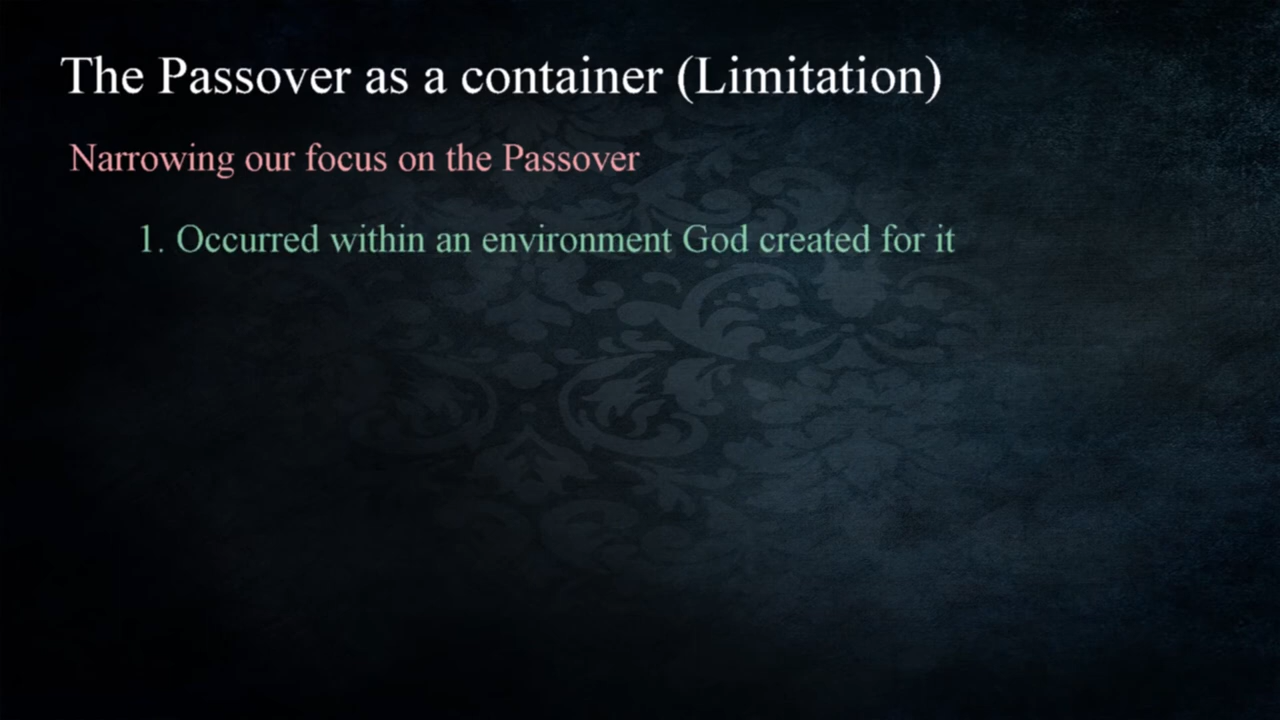 The Passover as a container (Limitation)
Narrowing our focus on the Passover
1. Occurred within an environment God created for it